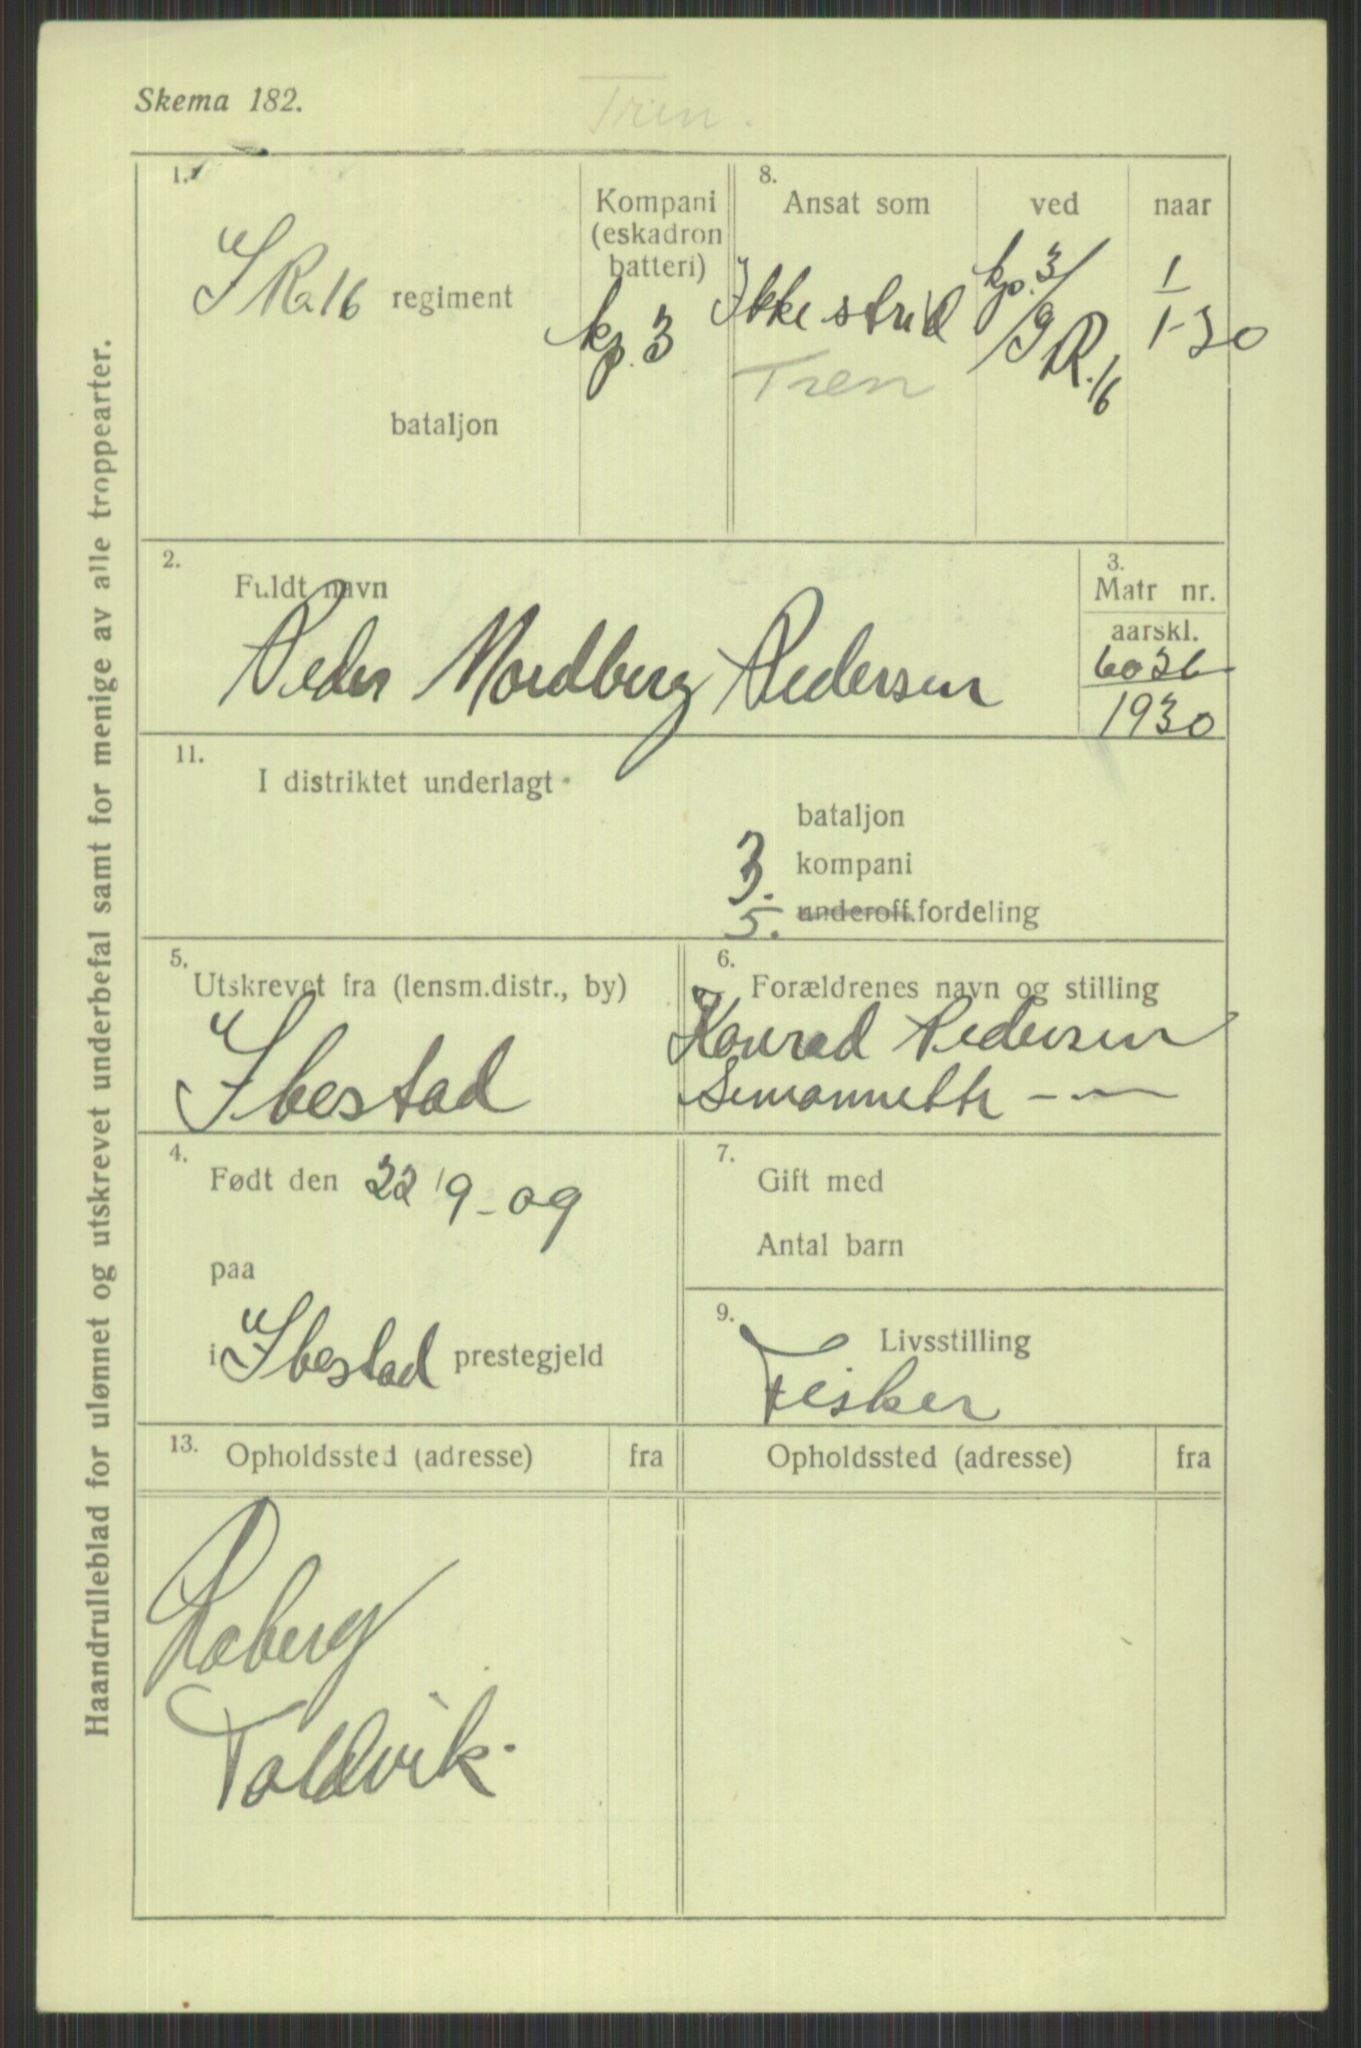 Skema 182.
Tren.
Haandrulleblad for ulønnet og utskrevet underbefal samt for menige av alle troppearter.
1.
I R. 16 regiment
bataljon
Kompani
(eskadron
batteri)
kp. 3
8.
Ansat som
Ikke strid
Tren
ved
kp. 3/
I R. 16
naar
1
1-30
2.
Fuldt navn
Peder Nordberg Pedersen
3.
Matr nr.
aarskl.
6036
1930
11.
I distriktet underlagt
bataljon
3. kompani
5. underoff.fordeling
5.
Utskrevet fra (lensm.distr., by)
Ibestad
6.
Forældrenes navn og stilling
Konrad Pedersen
— " —
4.
Født den 22/9-09
paa
i Ibestad prestegjeld
7.
Gift med
Antal barn
9.
Livsstilling
Fisker
13.
Opholdssted (adresse) fra
Opholdssted (adresse) fra